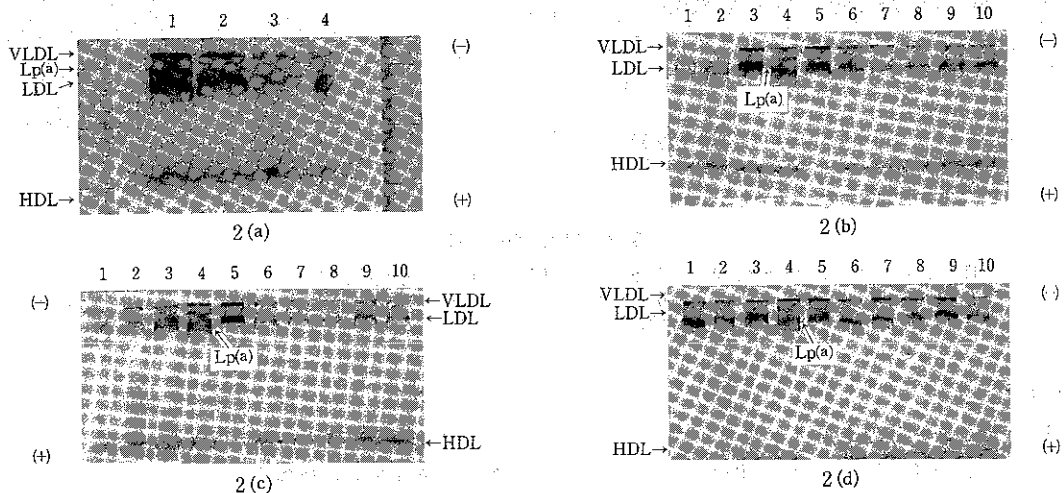 1 2 3 4
VLDL→
Lp(a)→
LDL→
HDL→
(−)
(+)
2 (a)
1 2 3 4 5 6 7 8 9 10
VLDL→
LDL→
Lp(a)
HDL→
(−)
(+)
2 (b)
1 2 3 4 5 6 7 8 9 10
(−)
←VLDL
←LDL
Lp(a)
←HDL
(+)
2 (c)
1 2 3 4 5 6 7 8 9 10
VLDL→
LDL→
(−)
Lp(a)
HDL→
(+)
2 (d)